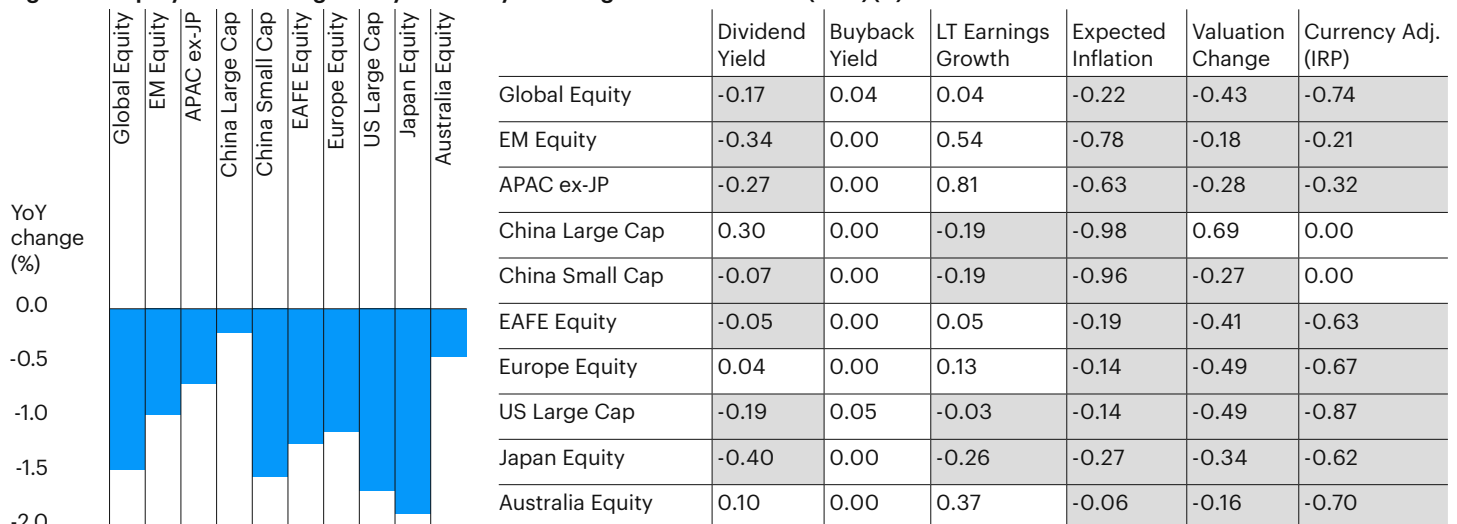 Global Equity
EM Equity
APAC ex-JP
China Large Cap
China Small Cap
EAFE Equity
Europe Equity
US Large Cap
Japan Equity
Australia Equity
YoY
change
(%)
0.0
-0.5
-1.0
-1.5
-2.0
Dividend Yield Buyback Yield LT Earnings Growth Expected Inflation Valuation Change Currency Adj. (IRP)
Global Equity -0.17 0.04 0.04 -0.22 -0.43 -0.74
EM Equity -0.34 0.00 0.54 -0.78 -0.18 -0.21
APAC ex-JP -0.27 0.00 0.81 -0.63 -0.28 -0.32
China Large Cap 0.30 0.00 -0.19 -0.98 0.69 0.00
China Small Cap -0.07 0.00 -0.19 -0.96 -0.27 0.00
EAFE Equity -0.05 0.00 0.05 -0.19 -0.41 -0.63
Europe Equity 0.04 0.00 0.13 -0.14 -0.49 -0.67
US Large Cap -0.19 0.05 -0.03 -0.14 -0.49 -0.87
Japan Equity -0.40 0.00 -0.26 -0.27 -0.34 -0.62
Australia Equity 0.10 0.00 0.37 -0.06 -0.16 -0.70